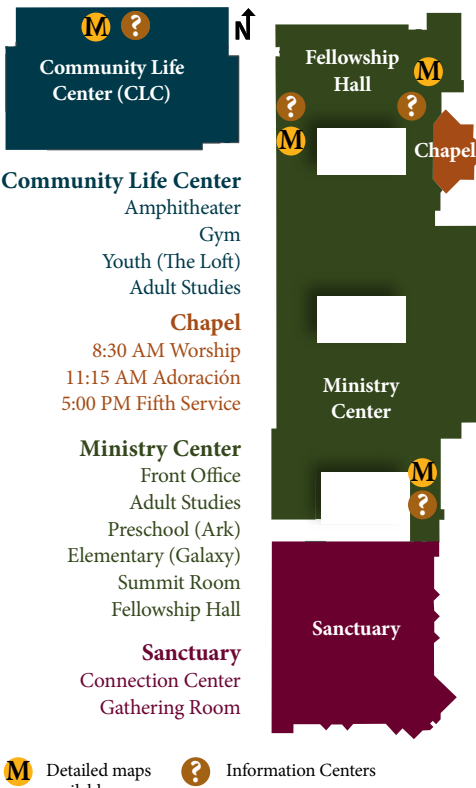 M ?
N
Community Life
Center (CLC)
Fellowship
Hall
M
? ?
M
Chapel
Community Life Center
Amphitheater
Gym
Youth (The Loft)
Adult Studies
Chapel
8:30 AM Worship
11:15 AM Adoración
5:00 PM Fifth Service
Ministry
Center
Ministry Center
Front Office
Adult Studies
Preschool (Ark)
Elementary (Galaxy)
Summit Room
Fellowship Hall
M
?
Sanctuary
Sanctuary
Connection Center
Gathering Room
M Detailed maps
? Information Centers